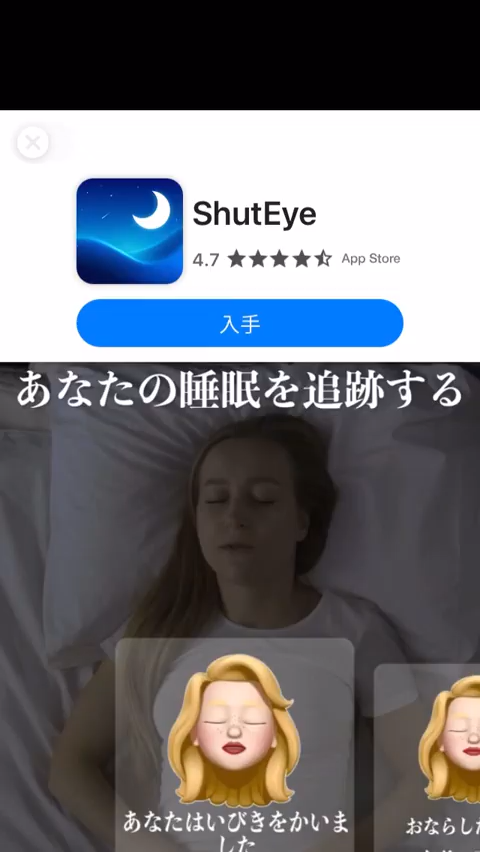 ShutEye
4.7
App Store
入手
あなたの睡眠を追跡する
あなたはいびきをかいま
した
おならした